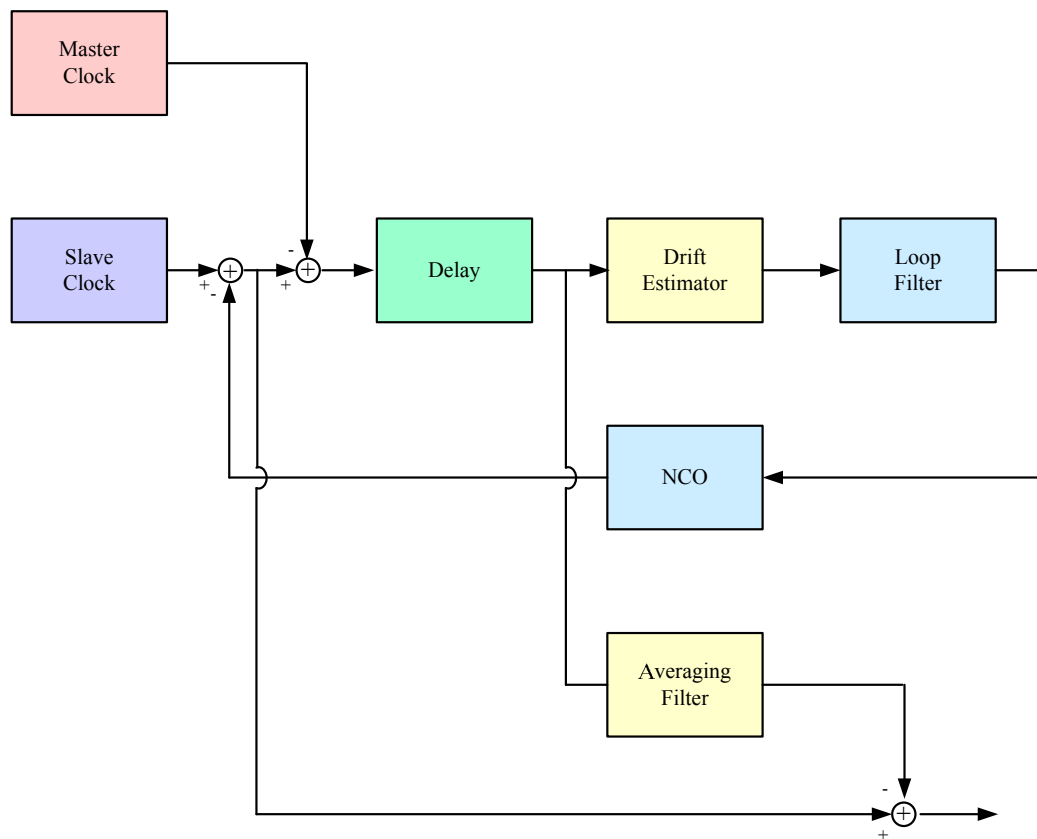 Master
Clock
Slave
Clock
-
+
-
+
Delay
Drift
Estimator
Loop
Filter
NCO
Averaging
Filter
-
+
+
+
+